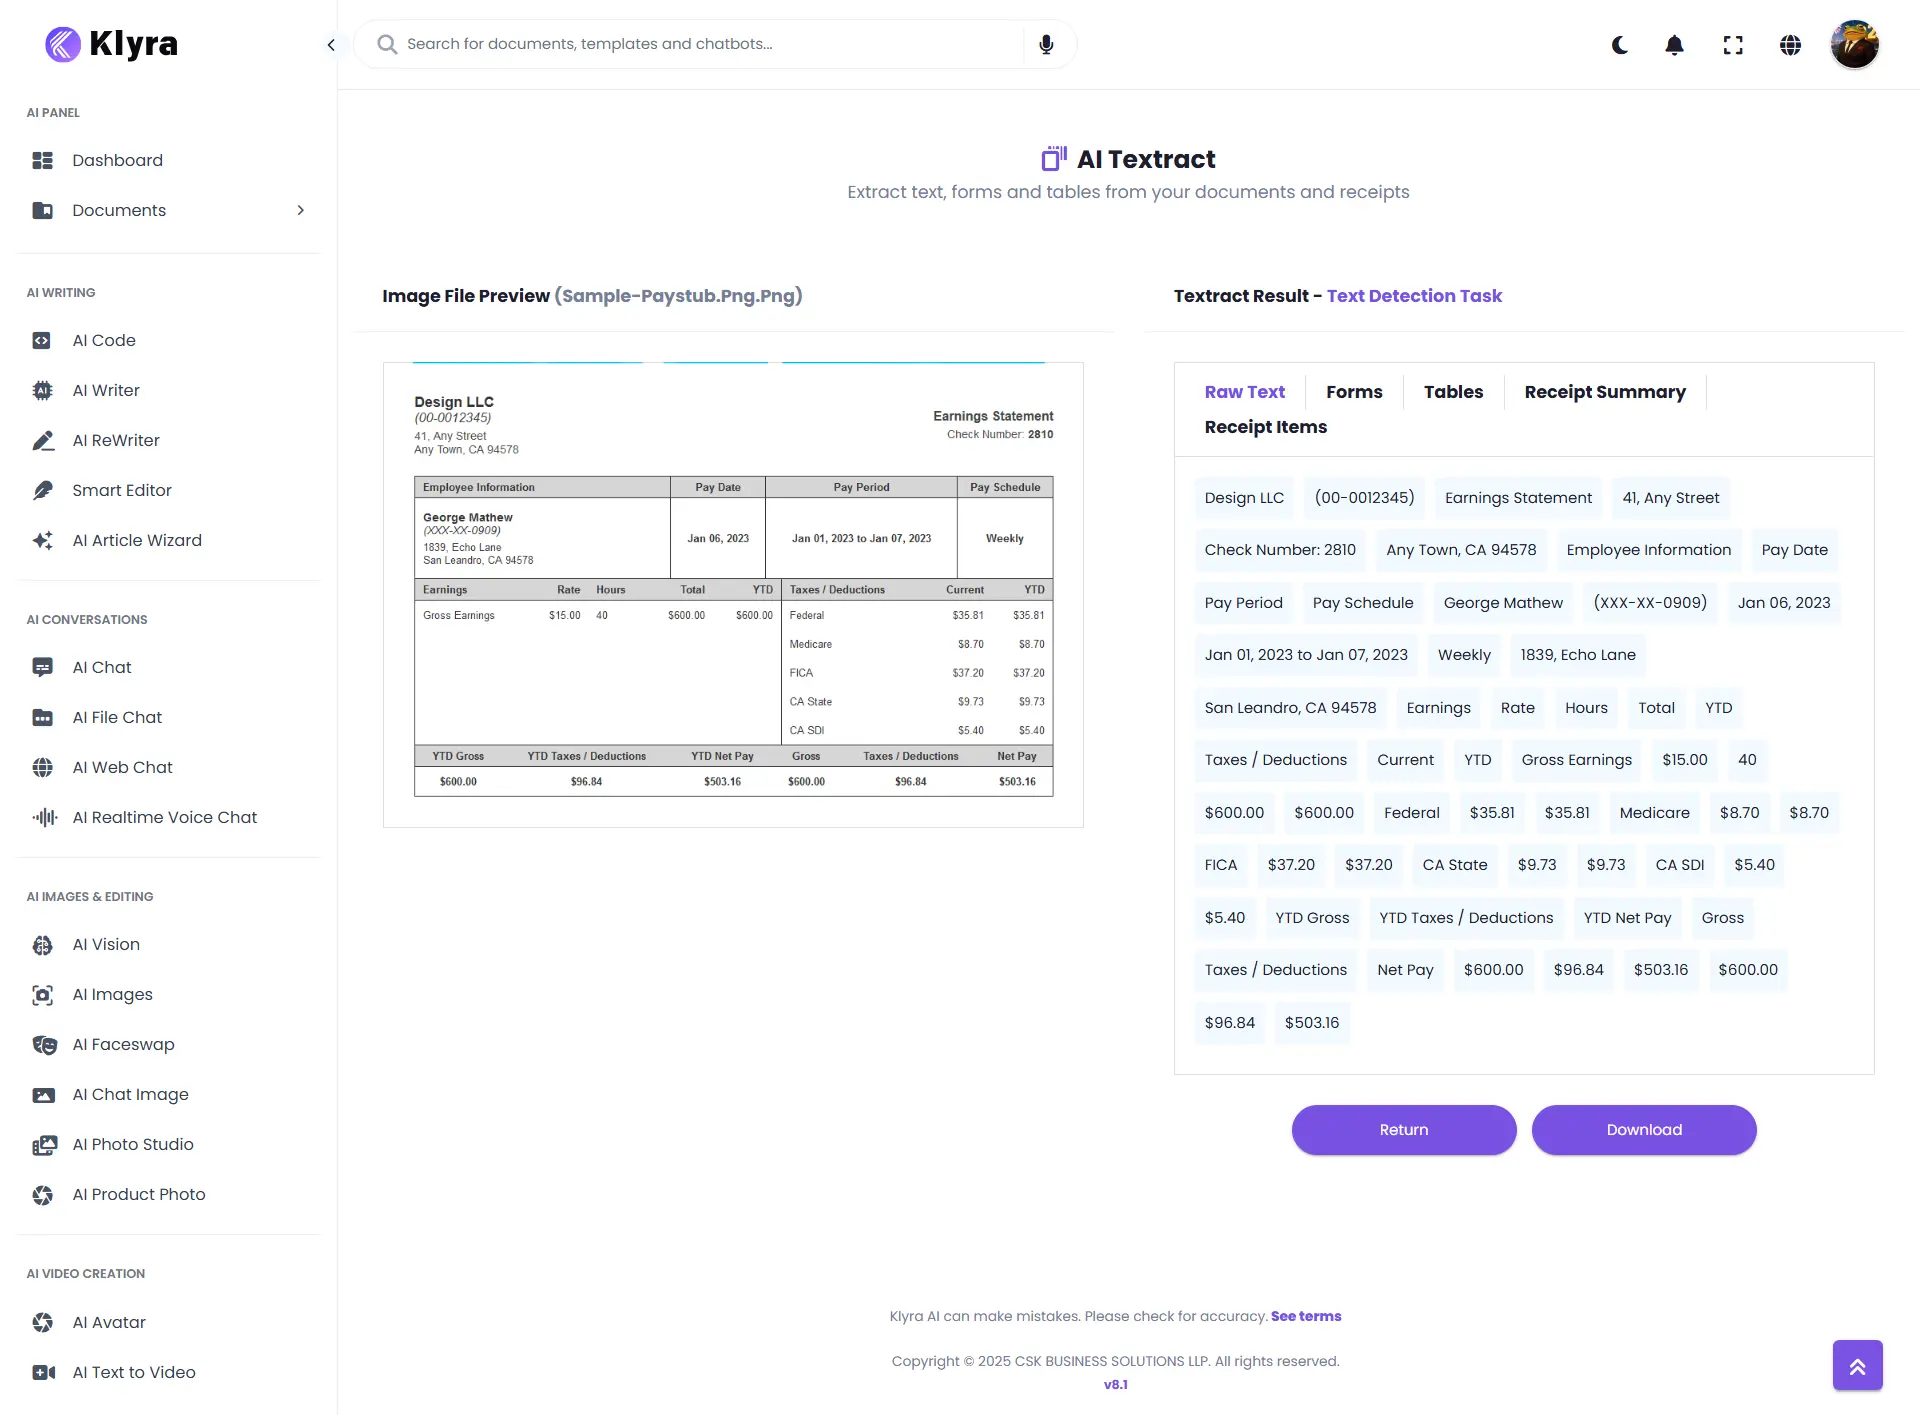 Klyra
Search for documents, templates and chatbots...
AI PANEL
Dashboard
Documents
AI WRITING
AI Code
AI Writer
AI ReWriter
Smart Editor
AI Article Wizard
AI CONVERSATIONS
AI Chat
AI File Chat
AI Web Chat
AI Realtime Voice Chat
AI IMAGES & EDITING
AI Vision
AI Images
AI Faceswap
AI Chat Image
AI Photo Studio
AI Product Photo
AI VIDEO CREATION
AI Avatar
AI Text to Video
AI Textract
Extract text, forms and tables from your documents and receipts
Image File Preview (Sample-Paystub.Png.Png)
Design LLC
(00-0012345)
41, Any Street
Any Town, CA 94578
Earnings Statement
Check Number: 2810
Employee Information Pay Date Pay Period Pay Schedule
George Mathew
(XXX-XX-0909)
1839, Echo Lane
San Leandro, CA 94578
Jan 06, 2023 Jan 01, 2023 to Jan 07, 2023 Weekly
Earnings Rate Hours Total YTD Taxes / Deductions Current YTD
Gross Earnings $15.00 40 $600.00 $600.00 Federal $35.81 $35.81
Medicare $8.70 $8.70
FICA $37.20 $37.20
CA State $9.73 $9.73
CA SDI $5.40 $5.40
YTD Gross YTD Taxes / Deductions YTD Net Pay Gross Taxes / Deductions Net Pay
$600.00 $96.84 $503.16 $600.00 $96.84 $503.16
Textract Result - Text Detection Task
Raw Text Forms Tables Receipt Summary
Receipt Items
Design LLC (00-0012345) Earnings Statement 41, Any Street
Check Number: 2810 Any Town, CA 94578 Employee Information Pay Date
Pay Period Pay Schedule George Mathew (XXX-XX-0909) Jan 06, 2023
Jan 01, 2023 to Jan 07, 2023 Weekly 1839, Echo Lane
San Leandro, CA 94578 Earnings Rate Hours Total YTD
Taxes / Deductions Current YTD Gross Earnings $15.00 40
$600.00 $600.00 Federal $35.81 $35.81 Medicare $8.70 $8.70
FICA $37.20 $37.20 CA State $9.73 $9.73 CA SDI $5.40
$5.40 YTD Gross YTD Taxes / Deductions YTD Net Pay Gross
Taxes / Deductions Net Pay $600.00 $96.84 $503.16 $600.00
$96.84 $503.16
Return Download
Klyra AI can make mistakes. Please check for accuracy. See terms
Copyright © 2025 CSK BUSINESS SOLUTIONS LLP. All rights reserved.
v8.1